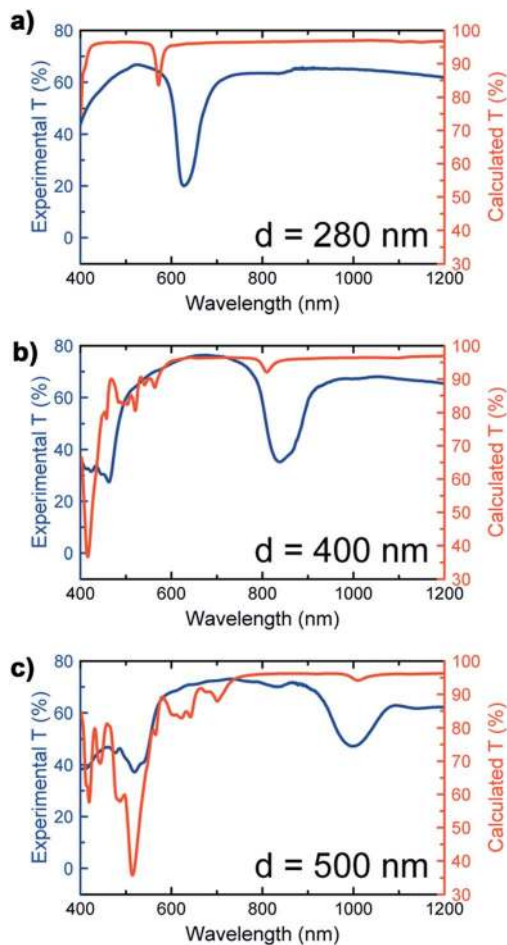 a)
80
60
40
20
0
Experimental T (%)
100
90
80
70
60
50
40
30
Calculated T (%)
d = 280 nm
400 600 800 1000 1200
Wavelength (nm)
b)
80
60
40
20
0
Experimental T (%)
100
90
80
70
60
50
40
30
Calculated T (%)
d = 400 nm
400 600 800 1000 1200
Wavelength (nm)
c)
80
60
40
20
0
Experimental T (%)
100
90
80
70
60
50
40
30
Calculated T (%)
d = 500 nm
400 600 800 1000 1200
Wavelength (nm)